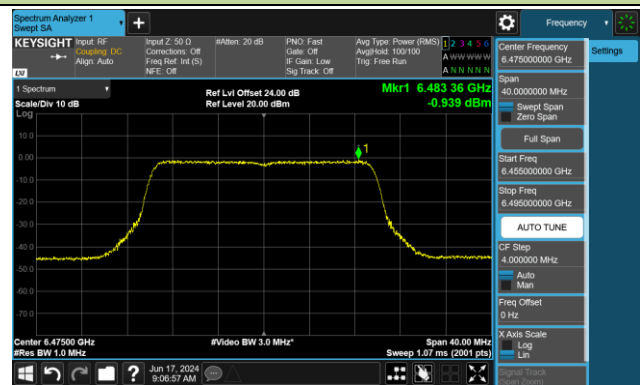 Spectrum Analyzer 1
Swept SA
Frequency
KEYSIGHT
Input: RF
Coupling: DC
Align: Auto
Input Z: 50 Ω
Corrections: Off
Freq Ref: Int (S)
NFE: Off
#Atten: 20 dB
PNO: Fast
Gate: Off
IF Gain: Low
Sig Track: Off
Avg Type: Power (RMS)
Avg|Hold: 100/100
Trig: Free Run
1 2 3 4 5 6
A W W W W W
A N N N N N
LXI
1 Spectrum
Scale/Div 10 dB
Log
Ref Lvl Offset 24.00 dB
Ref Level 20.00 dBm
Mkr1 6.483 36 GHz
-0.939 dBm
1
10.0
0.00
-10.0
-20.0
-30.0
-40.0
-50.0
-60.0
-70.0
Center 6.47500 GHz
#Res BW 1.0 MHz
#Video BW 3.0 MHz*
Span 40.00 MHz
Sweep 1.07 ms (2001 pts)
?
Jun 17, 2024
9:06:57 AM
Center Frequency
6.475000000 GHz
Settings
Span
40.0000000 MHz
Swept Span
Zero Span
Full Span
Start Freq
6.455000000 GHz
Stop Freq
6.495000000 GHz
AUTO TUNE
CF Step
4.000000 MHz
Auto
Man
Freq Offset
0 Hz
X Axis Scale
Log
Lin
Signal Track
(Span Zoom)